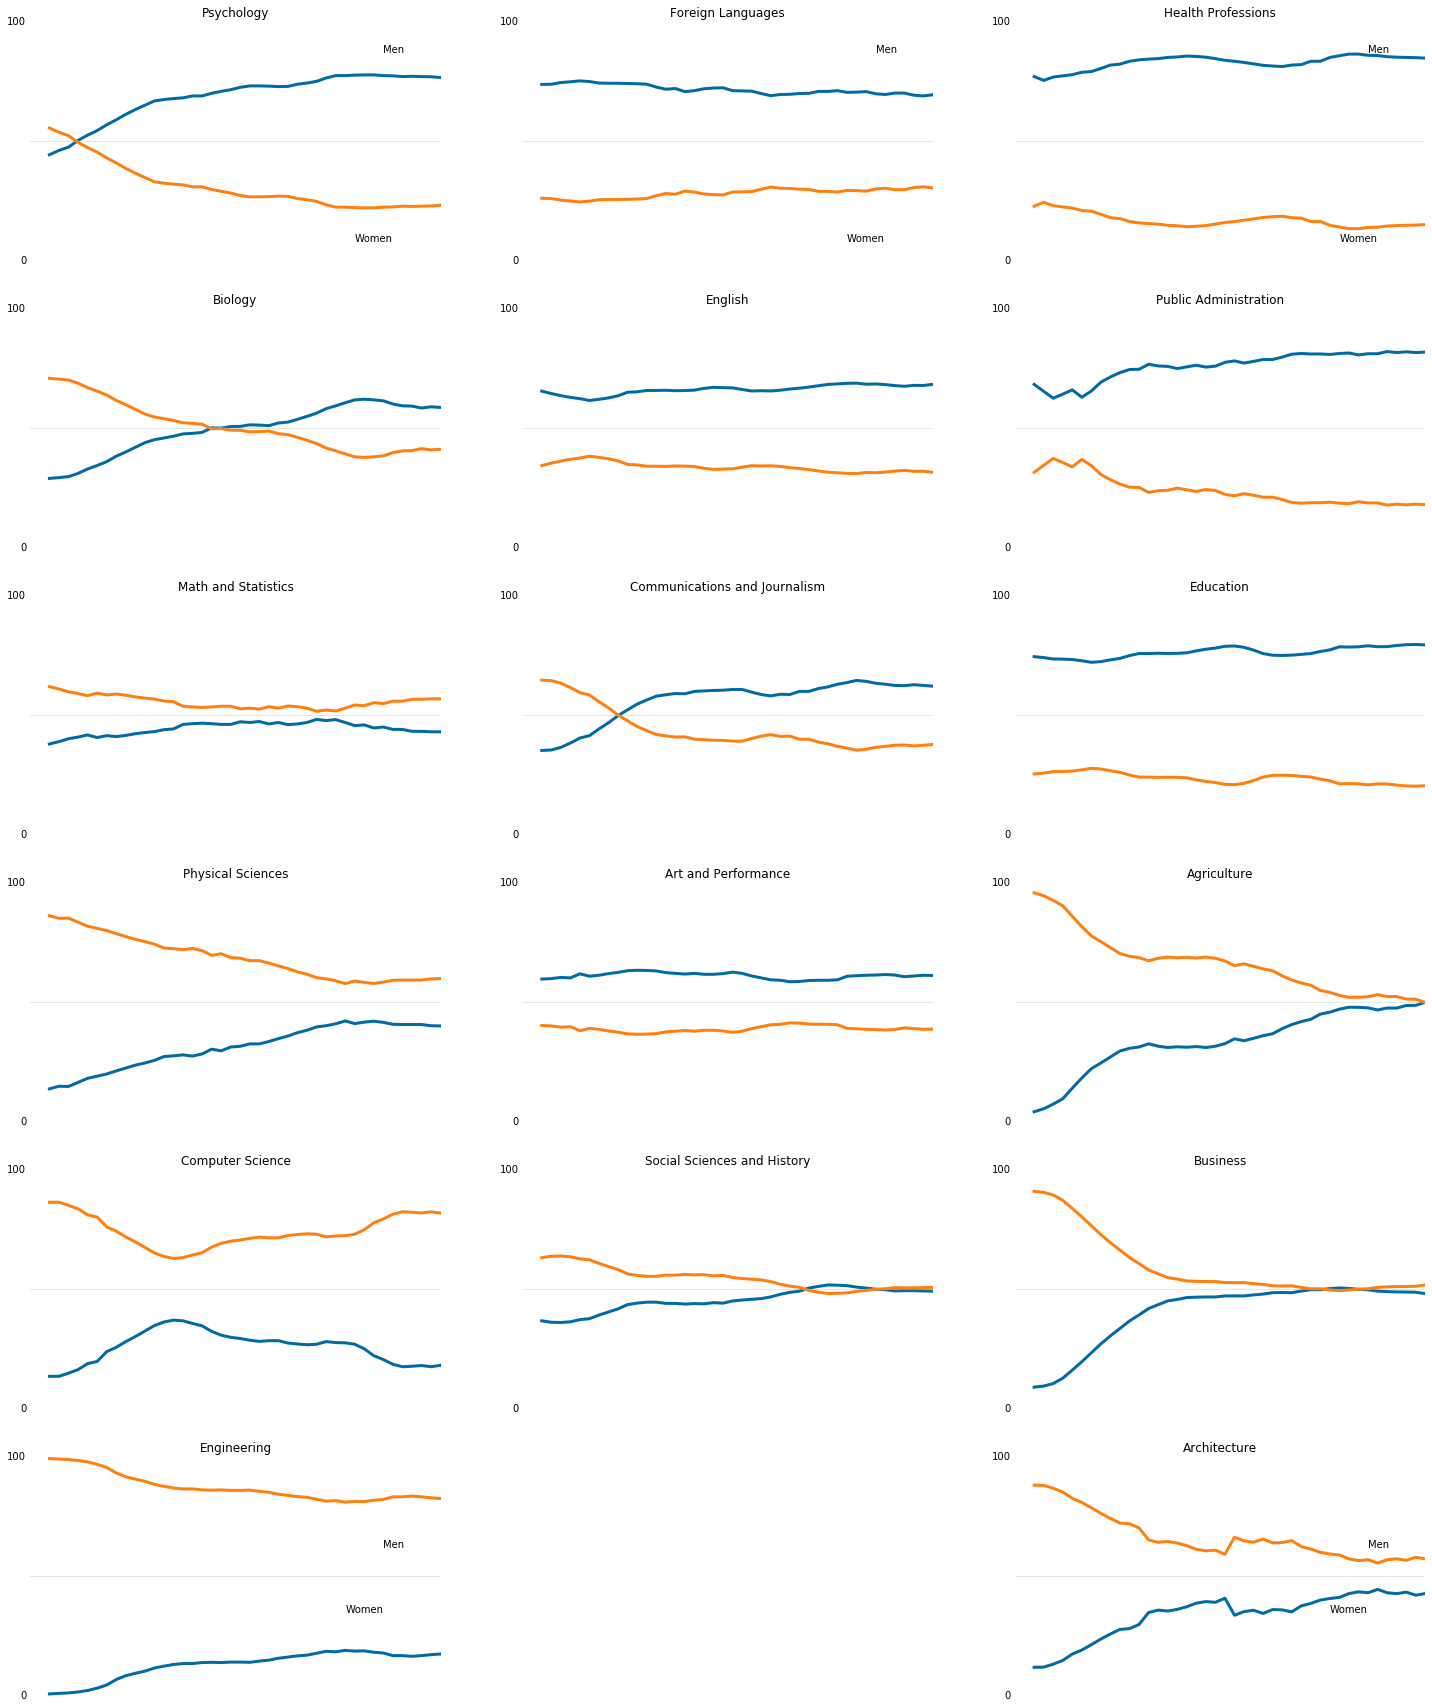 Psychology
Foreign Languages
Health Professions
100
100
100
Men
Men
Men
Women
Women
Women
0
0
0
Biology
English
Public Administration
100
100
100
0
0
0
Math and Statistics
Communications and Journalism
Education
100
100
100
0
0
0
Physical Sciences
Art and Performance
Agriculture
100
100
100
0
0
0
Computer Science
Social Sciences and History
Business
100
100
100
0
0
0
Engineering
Architecture
100
100
Men
Men
Women
Women
0
0